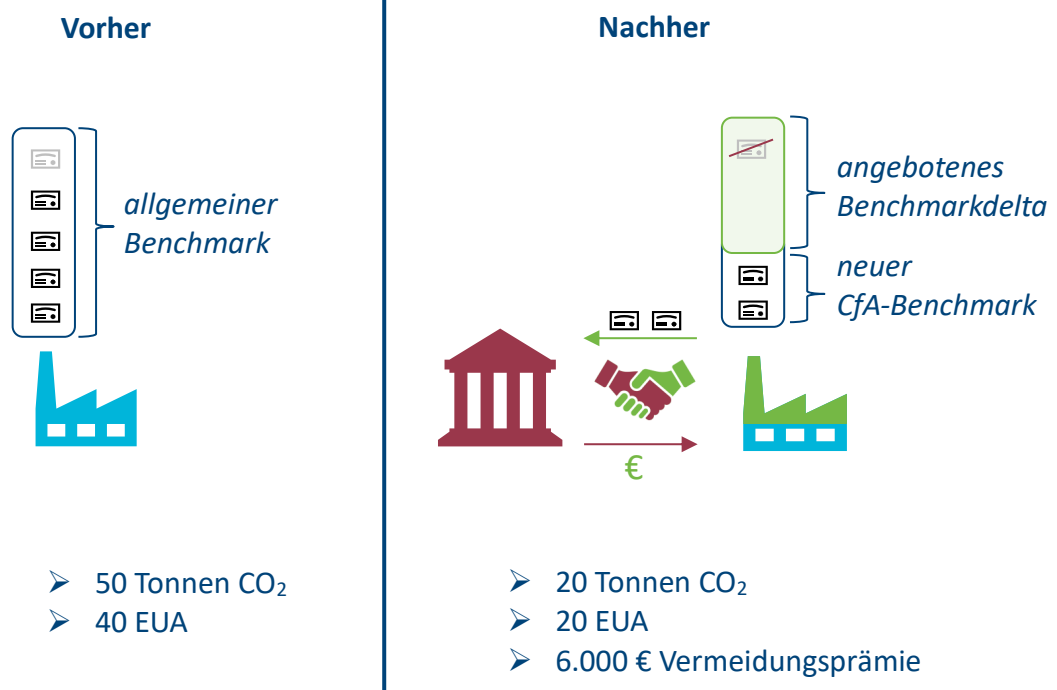 Vorher
Nachher
allgemeiner
Benchmark
angebotenes
Benchmarkdelta
neuer
CfA-Benchmark
€
➢ 50 Tonnen CO₂
➢ 40 EUA
➢ 20 Tonnen CO₂
➢ 20 EUA
➢ 6.000 € Vermeidungsprämie